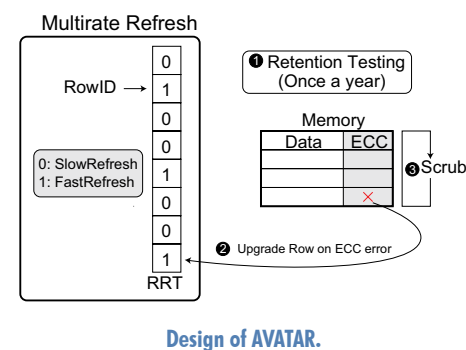 Multirate Refresh
RowID
0
1
0
0
1
0
0
1
0: SlowRefresh
1: FastRefresh
RRT
❶ Retention Testing
(Once a year)
Memory
Data ECC
❸ Scrub
❷ Upgrade Row on ECC error
Design of AVATAR.